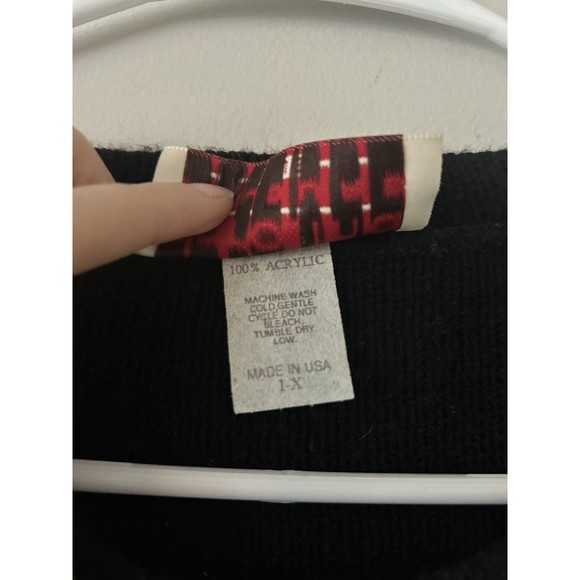 100% ACRYLIC
MACHINE WASH
COLD,GENTLE
CYCLE,DO NOT
BLEACH.
TUMBLE DRY
LOW.
MADE IN USA
1-X